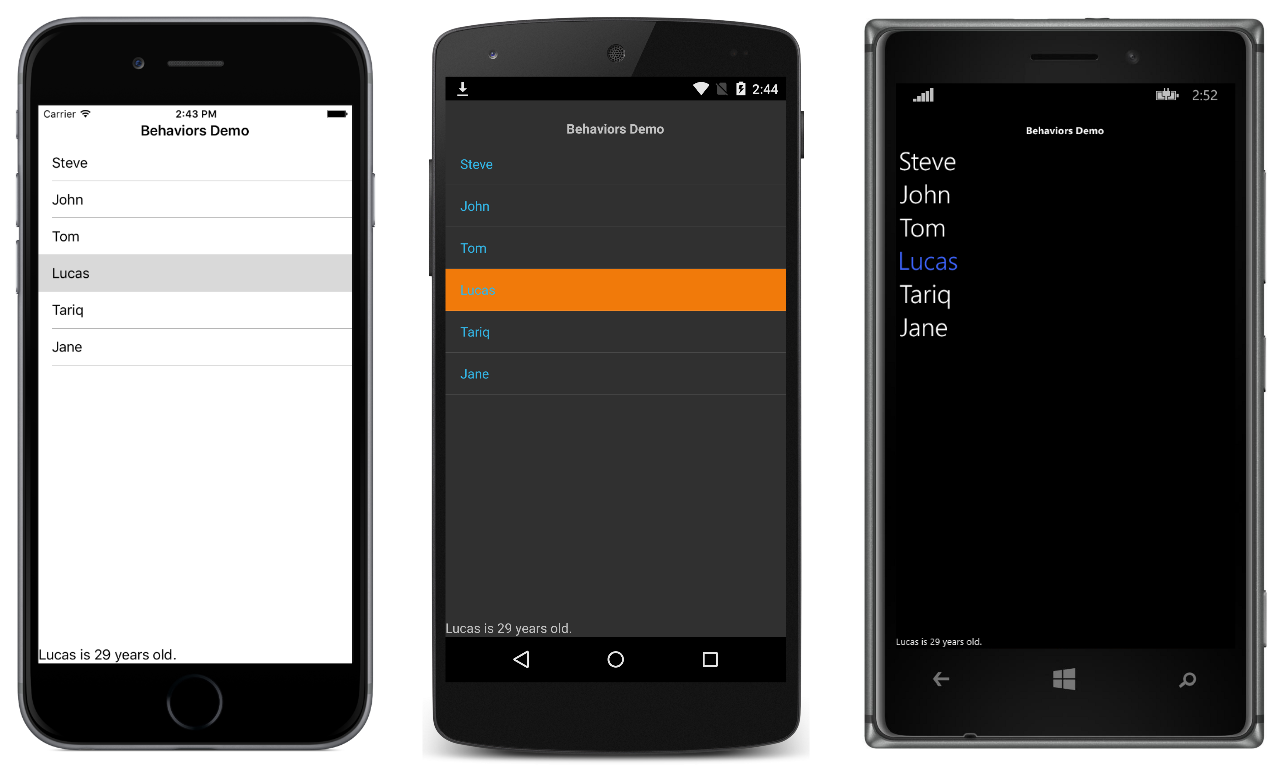 Carrier 2:43 PM
Behaviors Demo
Steve
John
Tom
Lucas
Tariq
Jane
Lucas is 29 years old.
2:44
Behaviors Demo
Steve
John
Tom
Lucas
Tariq
Jane
Lucas is 29 years old.
2:52
Behaviors Demo
Steve
John
Tom
Lucas
Tariq
Jane
Lucas is 29 years old.